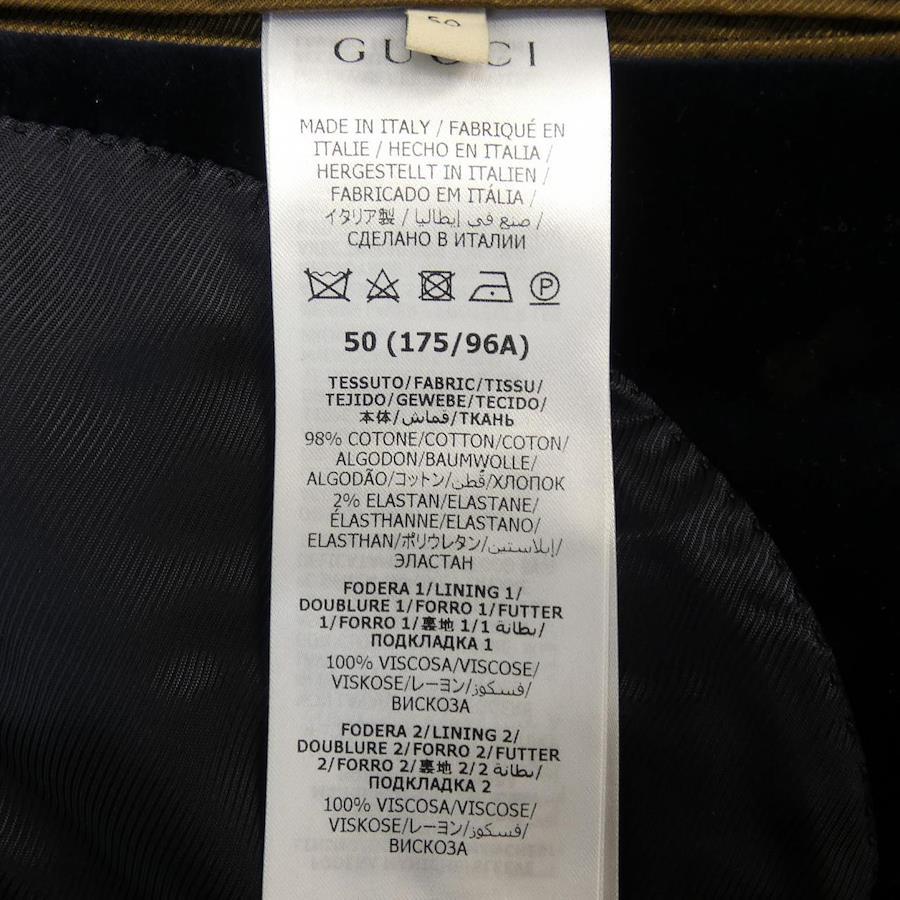 50
GUCCI
MADE IN ITALY / FABRIQUÉ EN
ITALIE / HECHO EN ITALIA /
HERGESTELLT IN ITALIEN /
FABRICADO EM ITÁLIA /
イタリア製 / صنع في إيطاليا /
СДЕЛАНО В ИТАЛИИ
P
50 (175/96A)
TESSUTO/FABRIC/TISSU/
TEJIDO/GEWEBE/TECIDO/
本体/قماش/ТКАНЬ
98% COTONE/COTTON/COTON/
ALGODON/BAUMWOLLE/
ALGODÃO/コットン/قطن/ХЛОПОК
2% ELASTAN/ELASTANE/
ÉLASTHANNE/ELASTANO/
ELASTHAN/ポリウレタン/إيلاستين/
ЭЛАСТАН
FODERA 1/LINING 1/
DOUBLURE 1/FORRO 1/FUTTER
1/FORRO 1/裏地 1/بطانة 1/
ПОДКЛАДКА 1
100% VISCOSA/VISCOSE/
VISKOSE/レーヨン/فسكوز/
ВИСКОЗА
FODERA 2/LINING 2/
DOUBLURE 2/FORRO 2/FUTTER
2/FORRO 2/裏地 2/بطانة 2/
ПОДКЛАДКА 2
100% VISCOSA/VISCOSE/
VISKOSE/レーヨン/فسكوز/
ВИСКОЗА